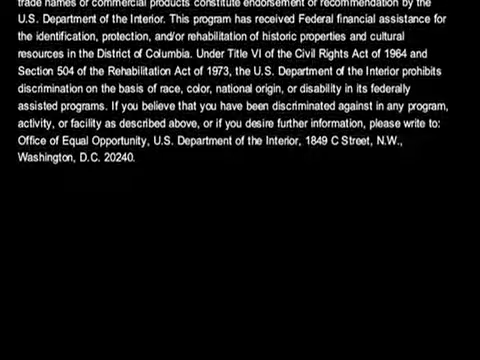 trade names or commercial products constitute endorsement or recommendation by the
U.S. Department of the Interior. This program has received Federal financial assistance for
the identification, protection, and/or rehabilitation of historic properties and cultural
resources in the District of Columbia. Under Title VI of the Civil Rights Act of 1964 and
Section 504 of the Rehabilitation Act of 1973, the U.S. Department of the Interior prohibits
discrimination on the basis of race, color, national origin, or disability in its federally
assisted programs. If you believe that you have been discriminated against in any program,
activity, or facility as described above, or if you desire further information, please write to:
Office of Equal Opportunity, U.S. Department of the Interior, 1849 C Street, N.W.,
Washington, D.C. 20240.